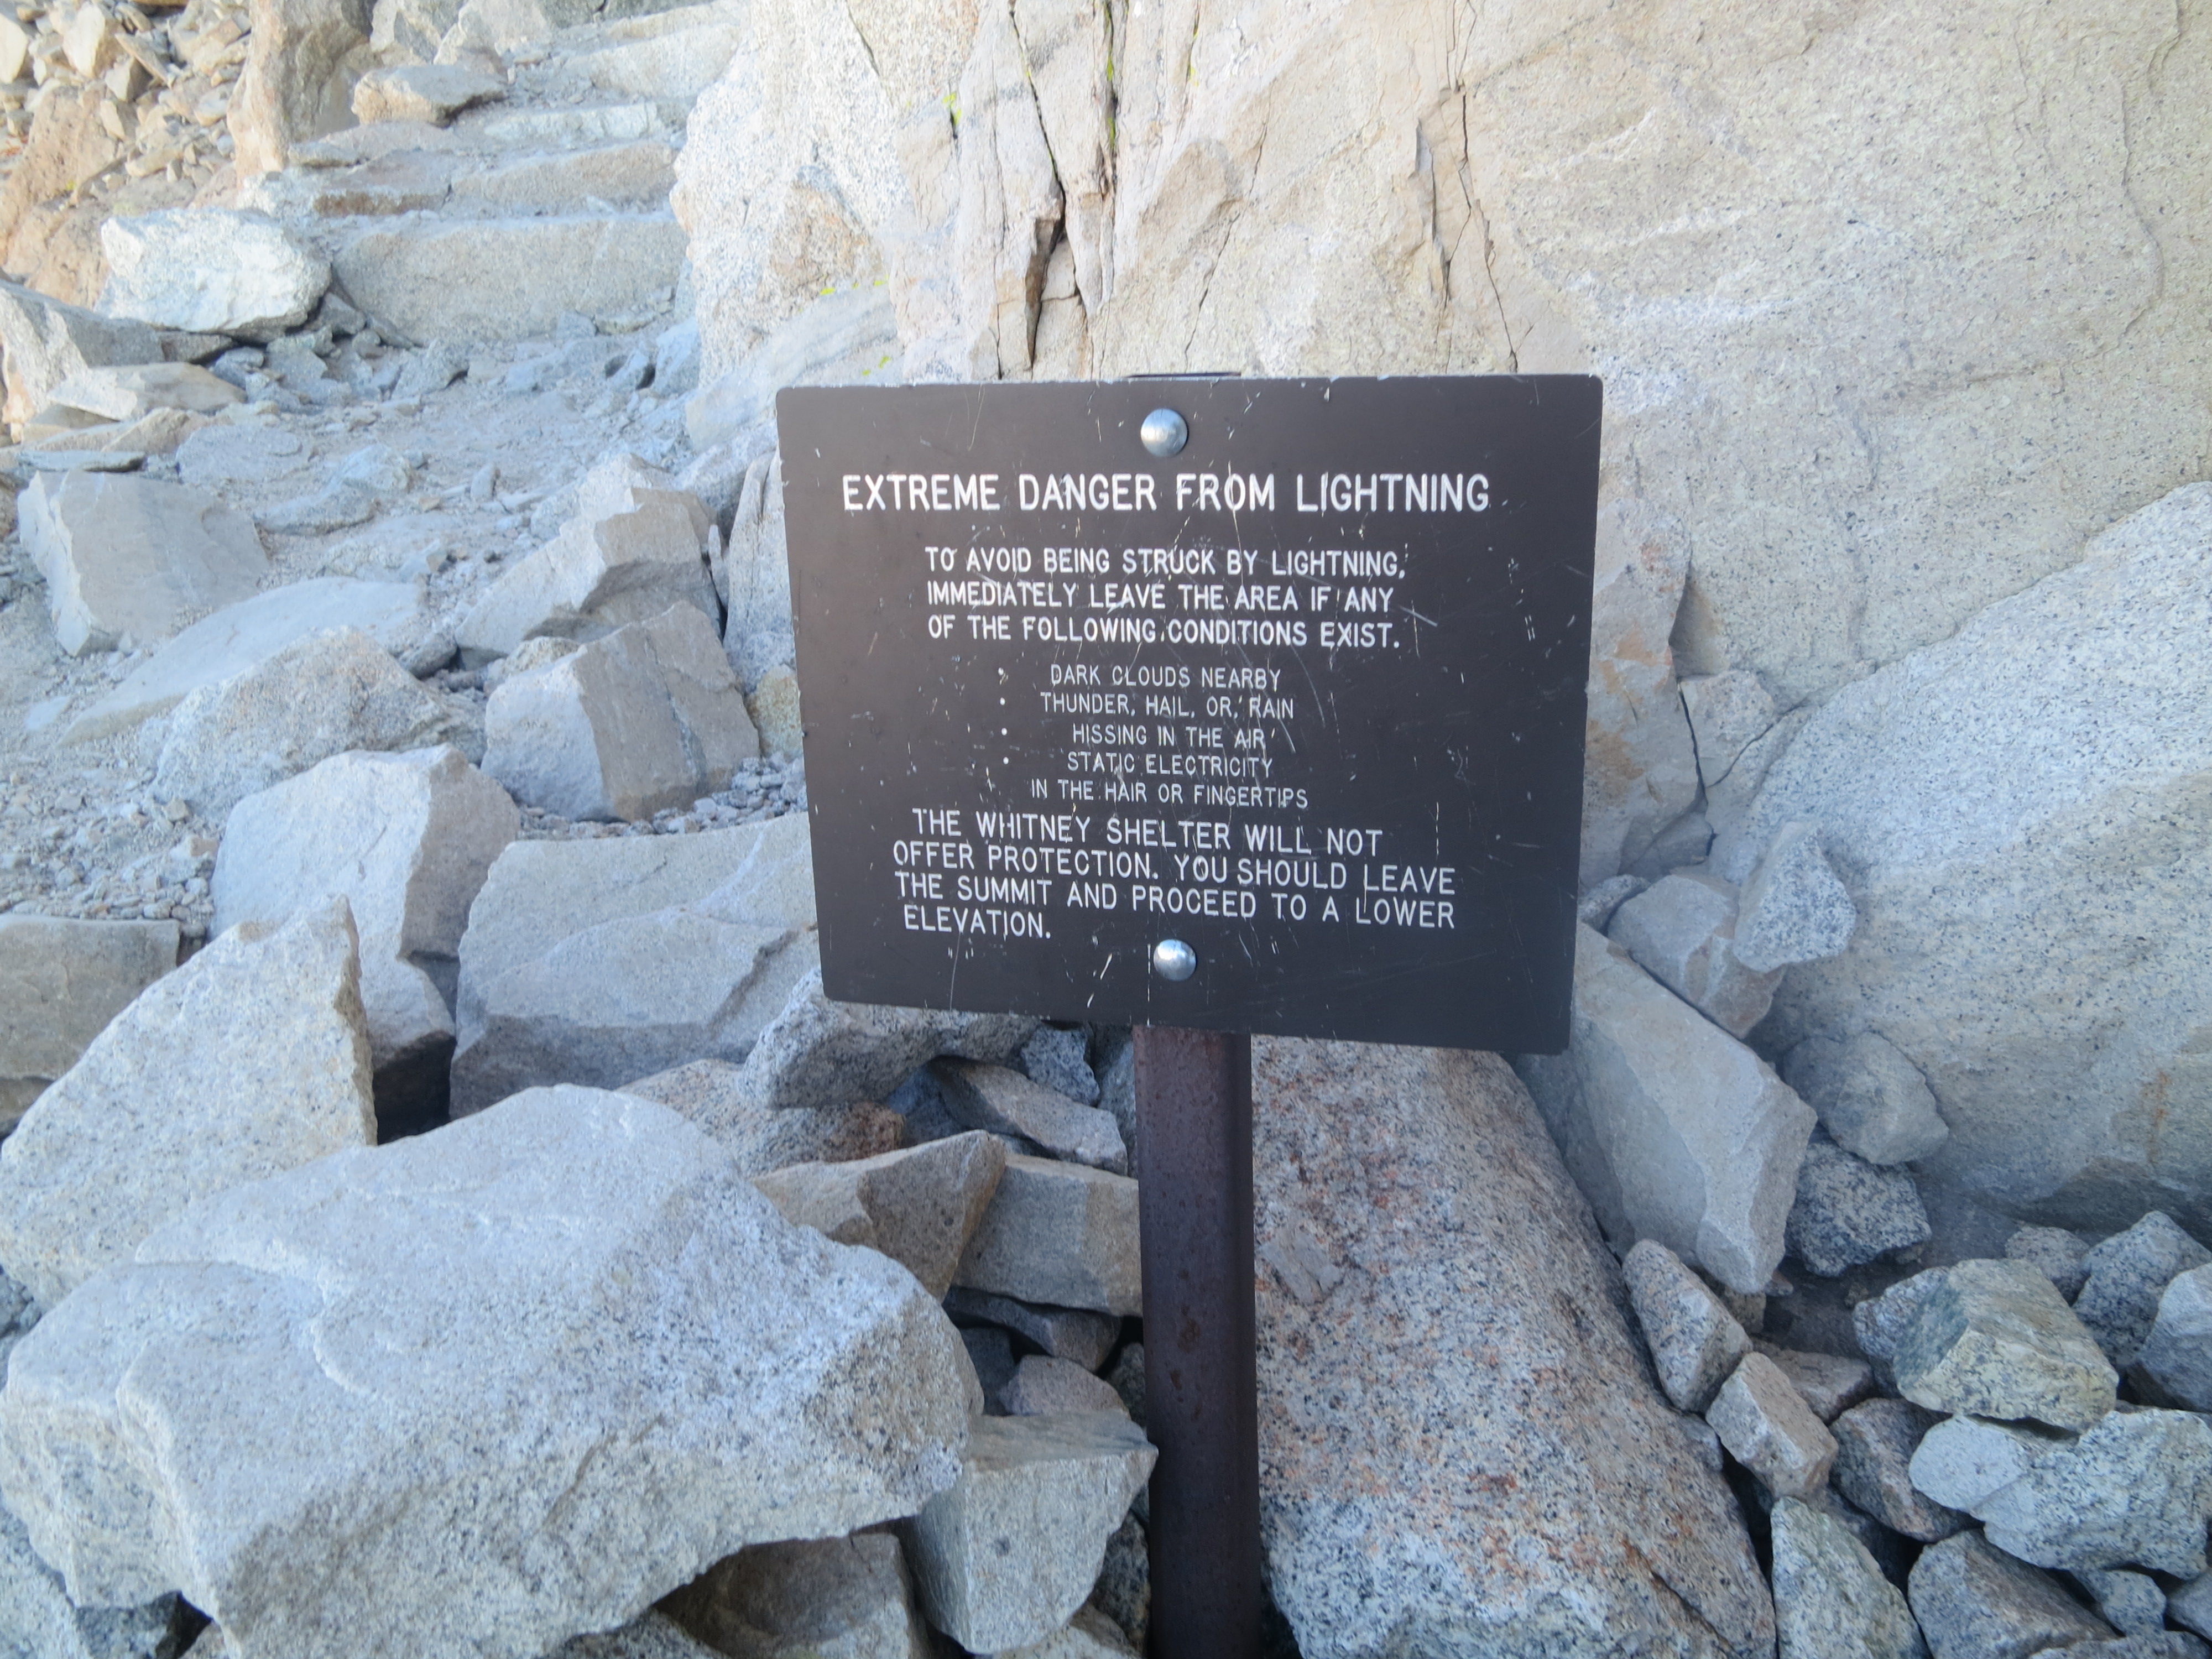 EXTREME DANGER FROM LIGHTNING
TO AVOID BEING STRUCK BY LIGHTNING,
IMMEDIATELY LEAVE THE AREA IF ANY
OF THE FOLLOWING CONDITIONS EXIST.
• DARK CLOUDS NEARBY
• THUNDER, HAIL, OR, RAIN
• HISSING IN THE AIR
• STATIC ELECTRICITY
IN THE HAIR OR FINGERTIPS
THE WHITNEY SHELTER WILL NOT
OFFER PROTECTION. YOU SHOULD LEAVE
THE SUMMIT AND PROCEED TO A LOWER
ELEVATION.